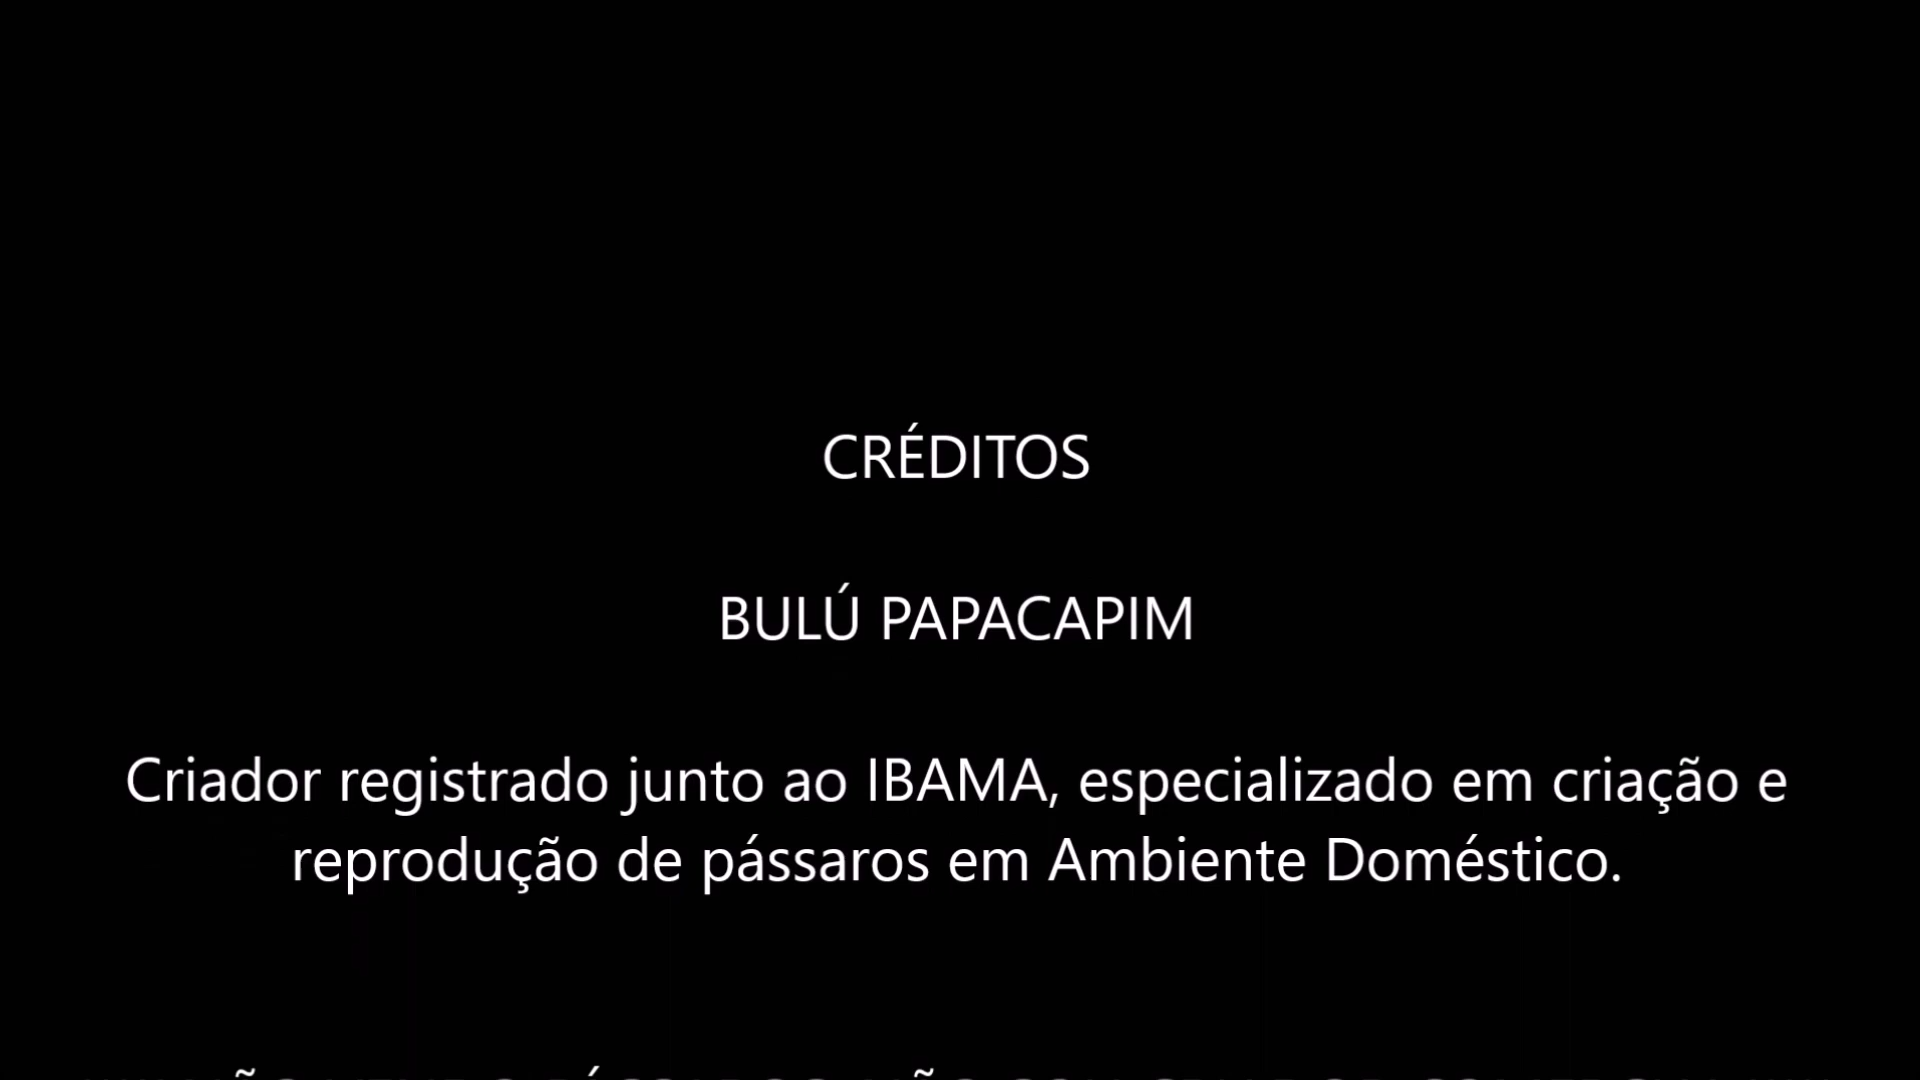 CRÉDITOS
BULÚ PAPACAPIM
Criador registrado junto ao IBAMA, especializado em criação e
reprodução de pássaros em Ambiente Doméstico.